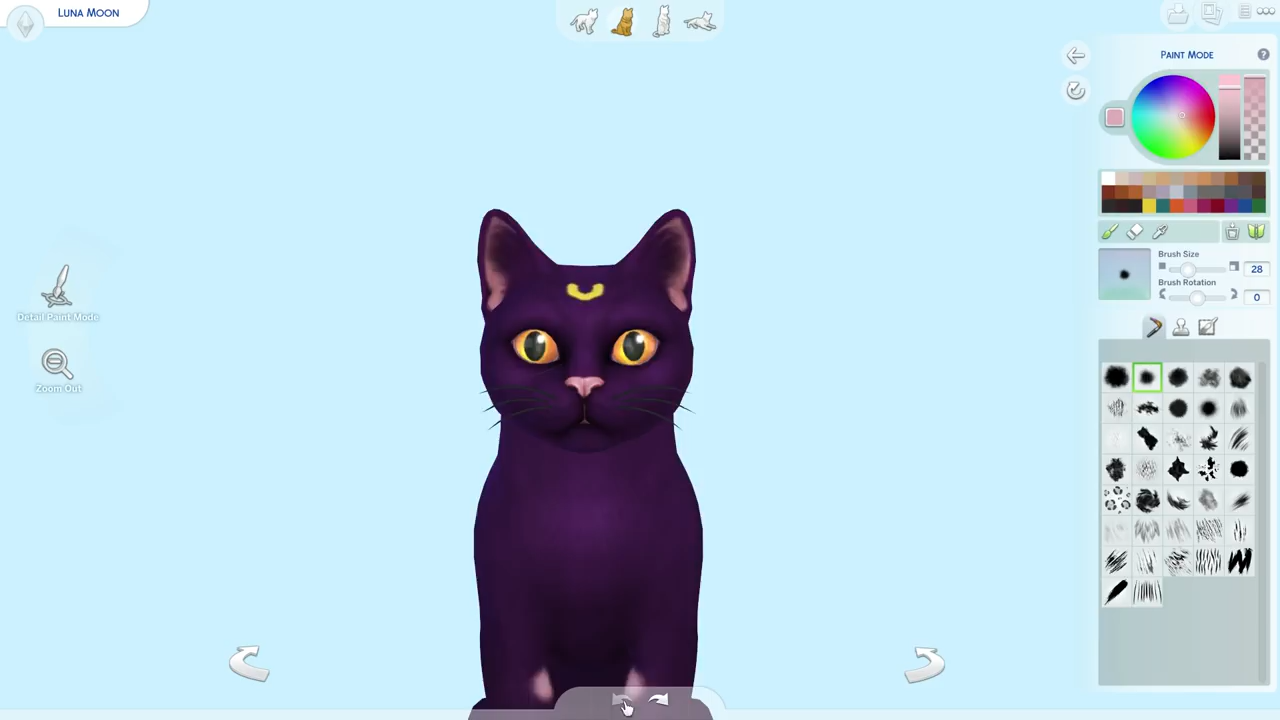 LUNA MOON
PAINT MODE
?
Brush Size
28
Brush Rotation
0
Detail Paint Mode
Zoom Out